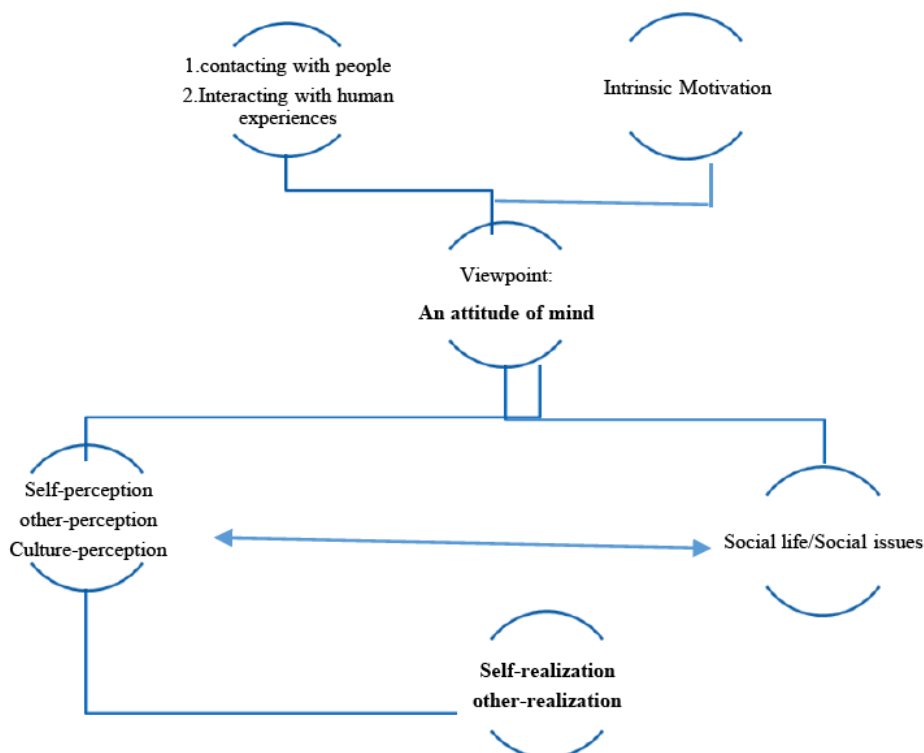 1.contacting with people
2.Interacting with human
experiences
Intrinsic Motivation
Viewpoint:
An attitude of mind
Self-perception
other-perception
Culture-perception
Social life/Social issues
Self-realization
other-realization